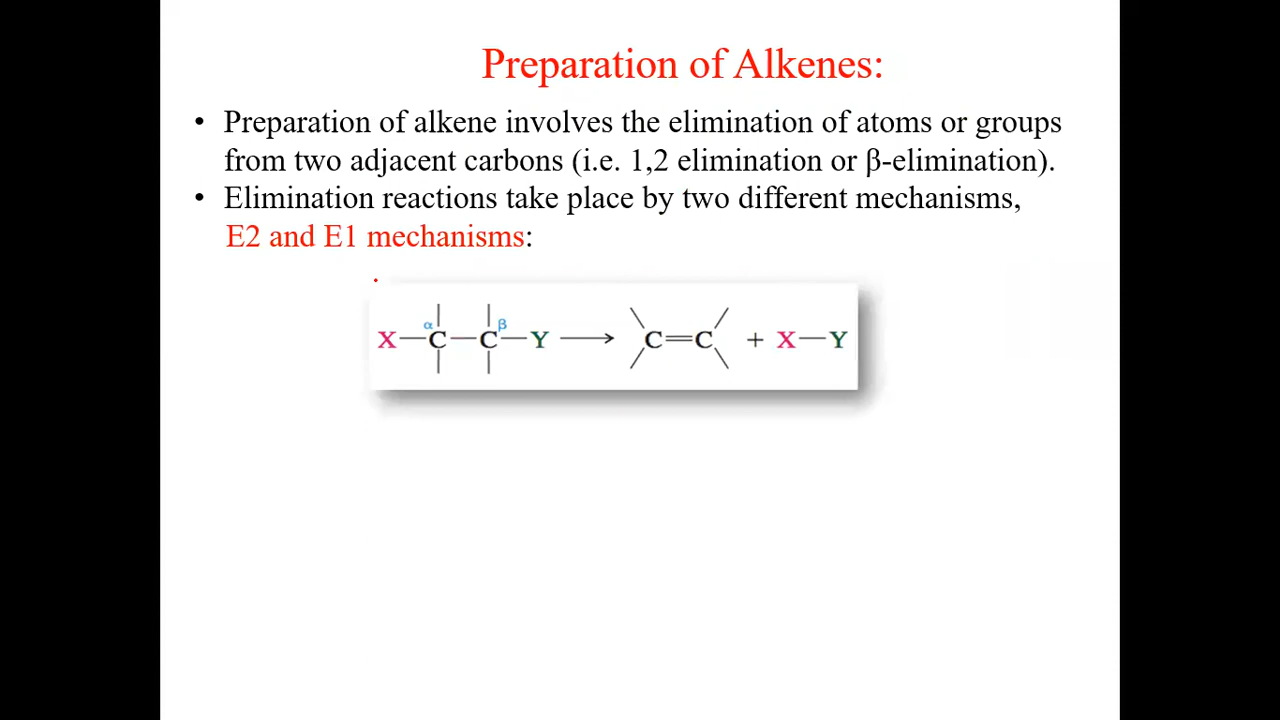 Preparation of Alkenes:
• Preparation of alkene involves the elimination of atoms or groups
from two adjacent carbons (i.e. 1,2 elimination or β-elimination).
• Elimination reactions take place by two different mechanisms,
E2 and E1 mechanisms:
α β
X—C—C—Y ⟶ C=C + X—Y